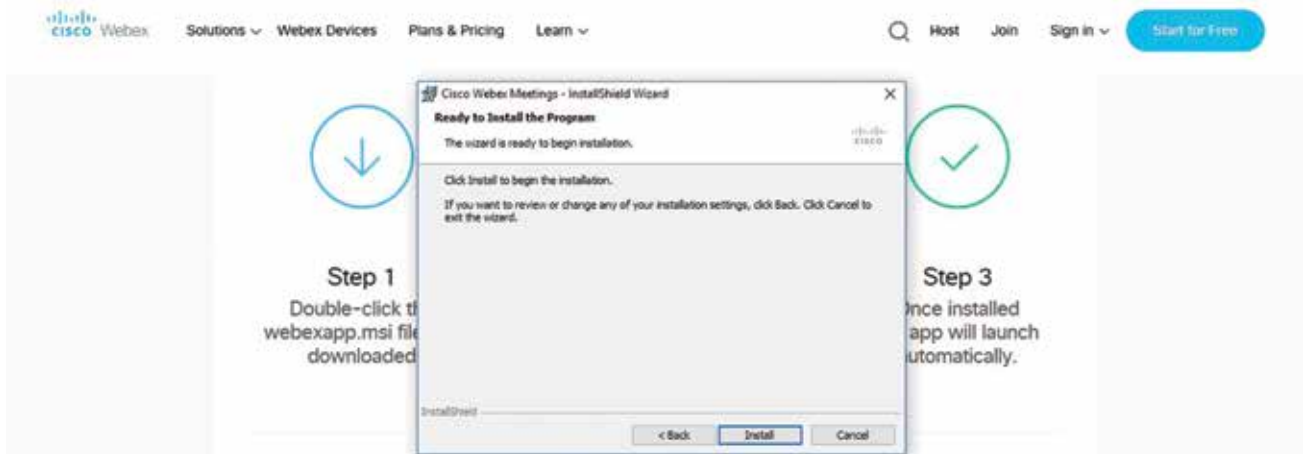 cisco Webex Solutions Webex Devices Plans & Pricing Learn Host Join Sign in Start for Free
Cisco Webex Meetings - InstallShield Wizard
Ready to Install the Program
The wizard is ready to begin installation.
cisco
Click Install to begin the installation.
If you want to review or change any of your installation settings, click Back. Click Cancel to
exit the wizard.
Step 1
Double-click
webexapp.msi
downloaded
Step 3
installed
app will launch
InstallShield
< Back Install Cancel